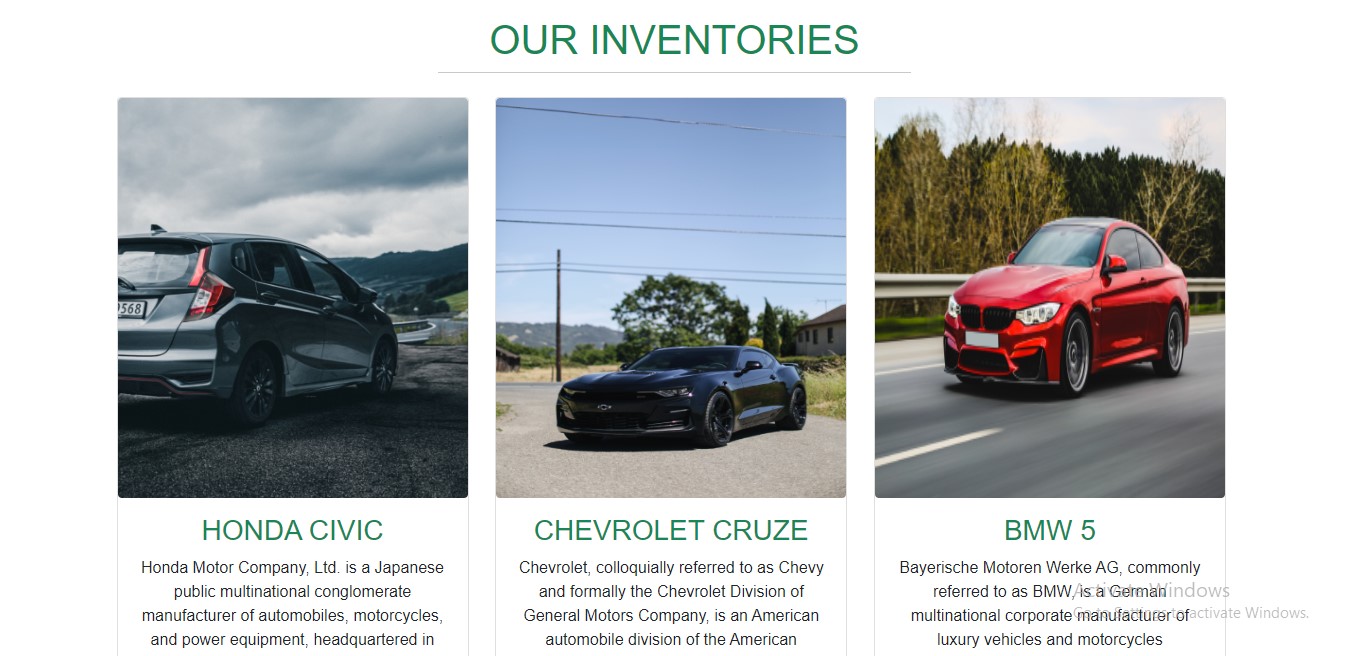 OUR INVENTORIES
568
HONDA CIVIC
Honda Motor Company, Ltd. is a Japanese
public multinational conglomerate
manufacturer of automobiles, motorcycles,
and power equipment, headquartered in
CHEVROLET CRUZE
Chevrolet, colloquially referred to as Chevy
and formally the Chevrolet Division of
General Motors Company, is an American
automobile division of the American
BMW 5
Bayerische Motoren Werke AG, commonly
referred to as BMW, is a German
multinational corporate manufacturer of
luxury vehicles and motorcycles
Activate Windows
Go to Settings to activate Windows.